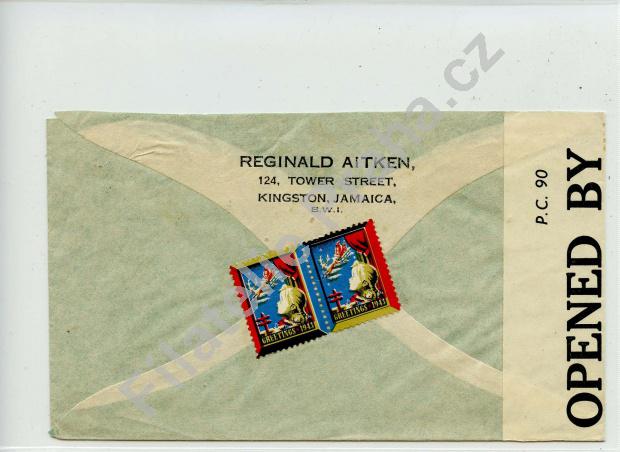 REGINALD AITKEN,
124, TOWER STREET,
KINGSTON, JAMAICA,
B.W.I.
GREETINGS 1941
GREETINGS 1941
P.C. 90
OPENED BY